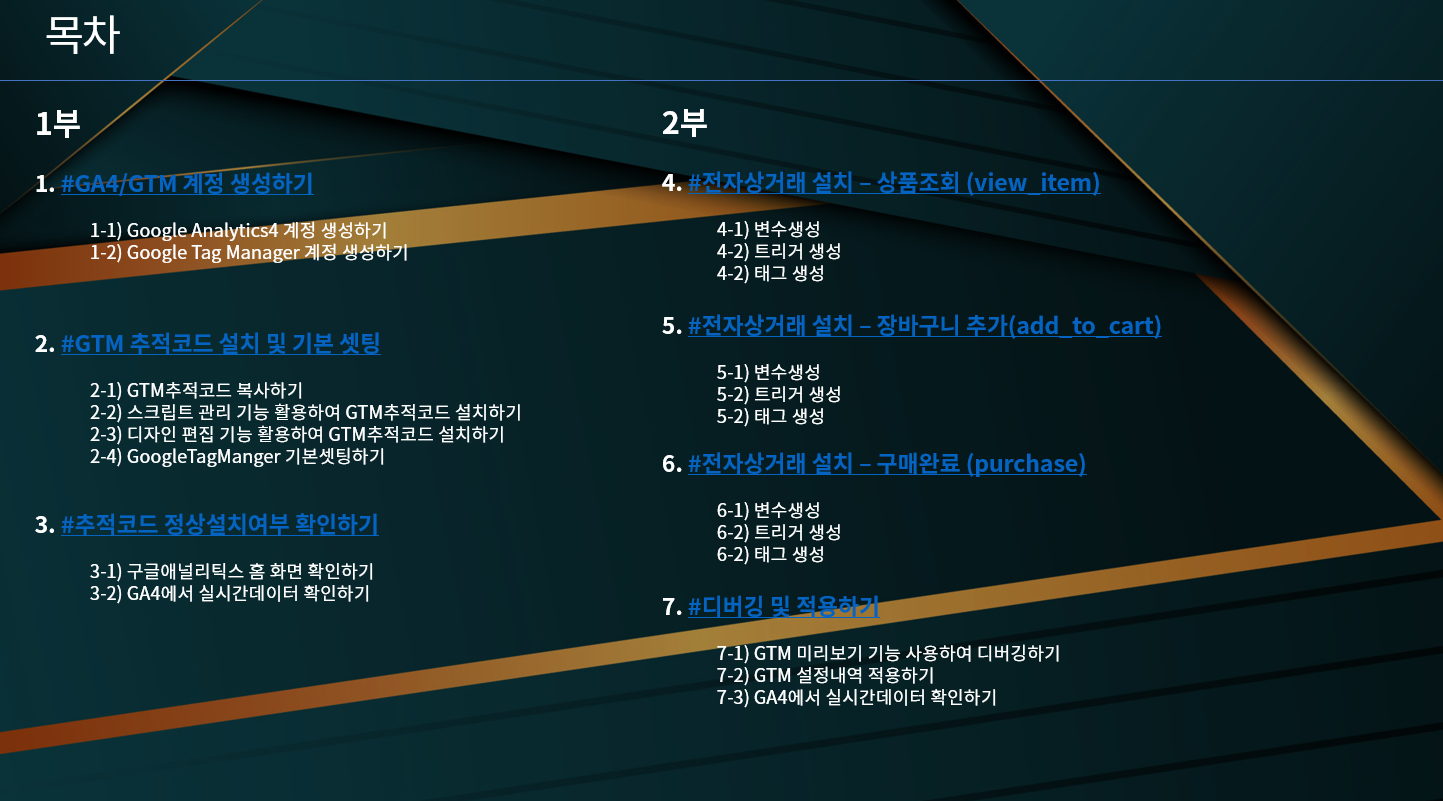 목차
1부
1. #GA4/GTM 계정 생성하기
1-1) Google Analytics4 계정 생성하기
1-2) Google Tag Manager 계정 생성하기
2. #GTM 추적코드 설치 및 기본 셋팅
2-1) GTM추적코드 복사하기
2-2) 스크립트 관리 기능 활용하여 GTM추적코드 설치하기
2-3) 디자인 편집 기능 활용하여 GTM추적코드 설치하기
2-4) GoogleTagManger 기본셋팅하기
3. #추적코드 정상설치여부 확인하기
3-1) 구글애널리틱스 홈 화면 확인하기
3-2) GA4에서 실시간데이터 확인하기
2부
4. #전자상거래 설치 – 상품조회 (view_item)
4-1) 변수생성
4-2) 트리거 생성
4-2) 태그 생성
5. #전자상거래 설치 – 장바구니 추가(add_to_cart)
5-1) 변수생성
5-2) 트리거 생성
5-2) 태그 생성
6. #전자상거래 설치 – 구매완료 (purchase)
6-1) 변수생성
6-2) 트리거 생성
6-2) 태그 생성
7. #디버깅 및 적용하기
7-1) GTM 미리보기 기능 사용하여 디버깅하기
7-2) GTM 설정내역 적용하기
7-3) GA4에서 실시간데이터 확인하기